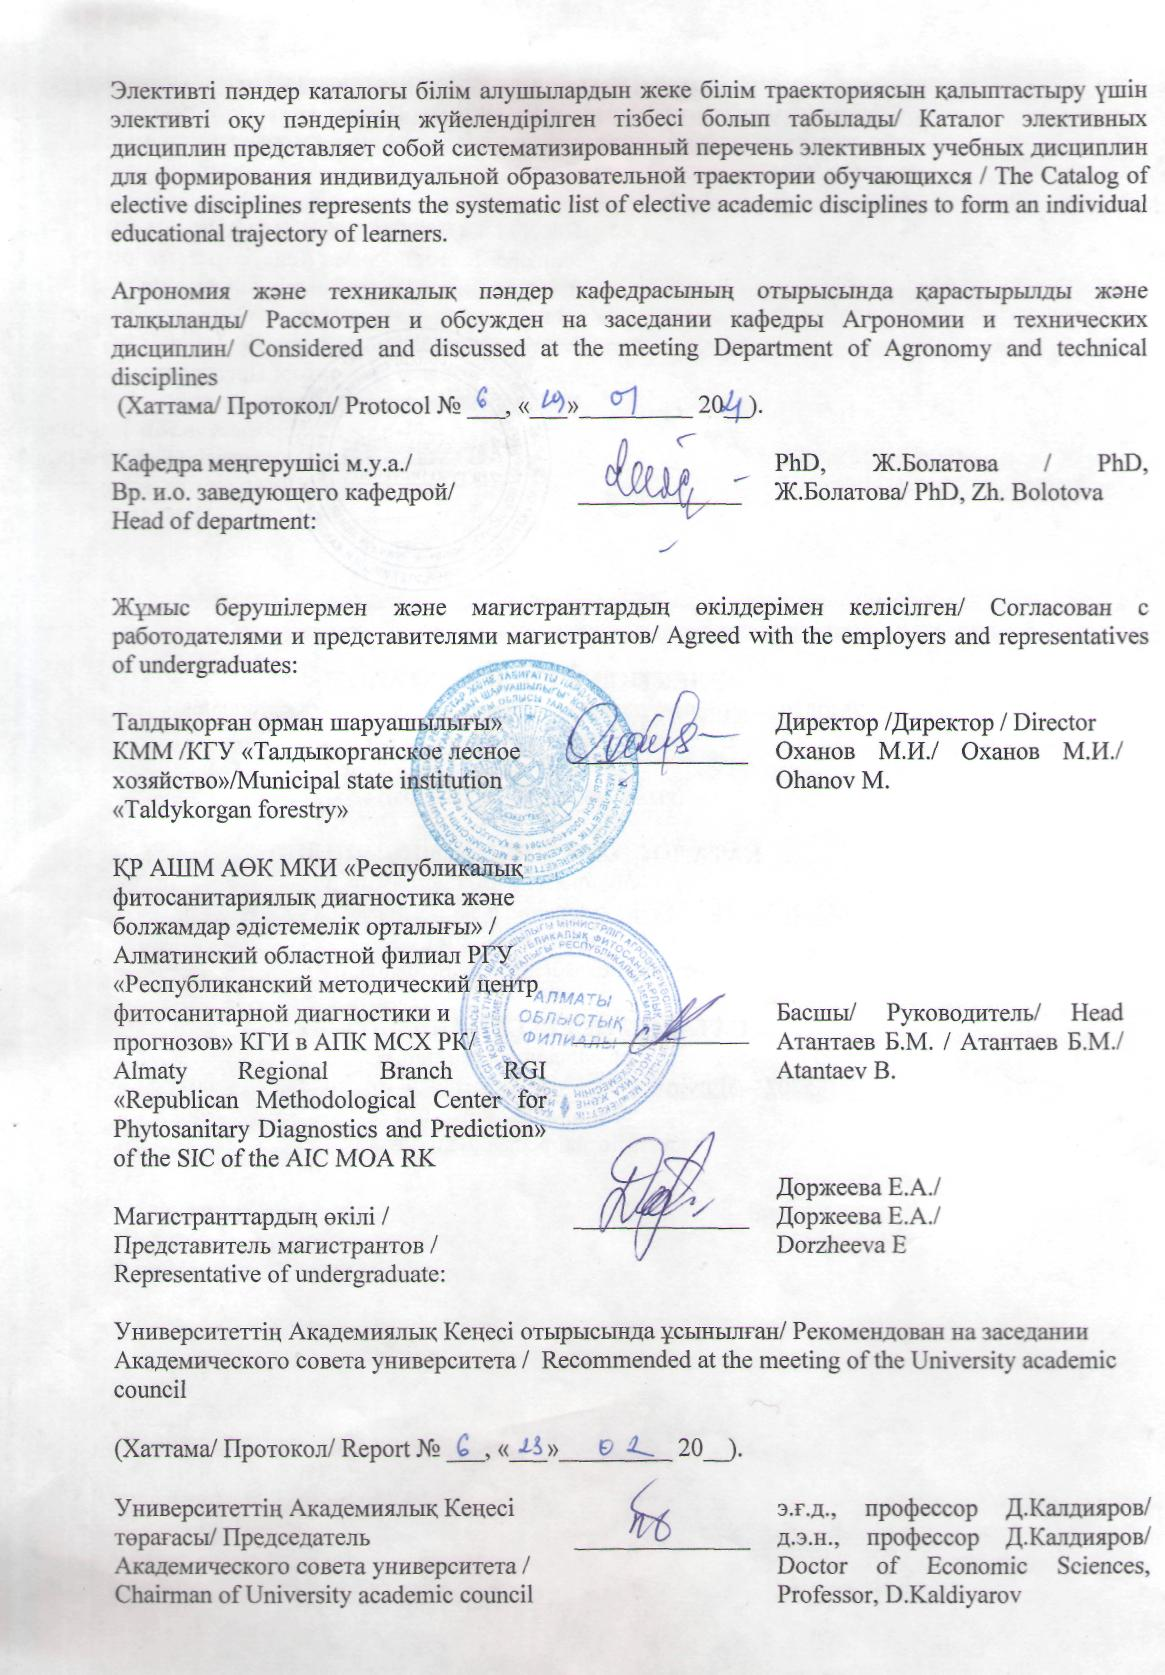 Элективті пәндер каталогы білім алушылардын жеке білім траекториясын қалыптастыру үшін
элективті оқу пәндерінің жүйелендірілген тізбесі болып табылады/ Каталог элективных
дисциплин представляет собой систематизированный перечень элективных учебных дисциплин
для формирования индивидуальной образовательной траектории обучающихся / The Catalog of
elective disciplines represents the systematic list of elective academic disciplines to form an individual
educational trajectory of learners.
Агрономия және техникалық пәндер кафедрасының отырысында қарастырылды және
талқыланды/ Рассмотрен и обсужден на заседании кафедры Агрономии и технических
дисциплин/ Considered and discussed at the meeting Department of Agronomy and technical
disciplines
(Хаттама/ Протокол/ Protocol № 6, «19» 01 20 ).
Кафедра меңгерушісі м.у.а./
Вр. и.о. заведующего кафедрой/
Head of department:
PhD, Ж.Болатова / PhD,
Ж.Болатова/ PhD, Zh. Bolotova
Жұмыс берушілермен және магистранттардың өкілдерімен келісілген/ Согласован с
работодателями и представителями магистрантов/ Agreed with the employers and representatives
of undergraduates:
Талдықорған орман шаруашылығы»
КММ /КГУ «Талдыкорганское лесное
хозяйство»/Municipal state institution
«Taldykorgan forestry»
Директор /Директор / Director
Оханов М.И./ Оханов М.И./
Ohanov M.
ҚР АШМ АӨК МКИ «Республикалық
фитосанитариялық диагностика және
болжамдар әдістемелік орталығы» /
Алматинский областной филиал РГУ
«Республиканский методический центр
фитосанитарной диагностики и
прогнозов» КГИ в АПК МСХ РК/
Almaty Regional Branch RGI
«Republican Methodological Center for
Phytosanitary Diagnostics and Prediction»
of the SIC of the AIC MOA RK
АЛМАТЫ
ОБЛЫСТЫҚ
ФИЛИАЛЫ
Басшы/ Руководитель/ Head
Атантаев Б.М. / Атантаев Б.М./
Atantaev B.
Магистранттардың өкілі /
Представитель магистрантов /
Representative of undergraduate:
Доржеева Е.А./
Доржеева Е.А./
Dorzheeva E
Университеттің Академиялық Кеңесі отырысында ұсынылған/ Рекомендован на заседании
Академического совета университета / Recommended at the meeting of the University academic
council
(Хаттама/ Протокол/ Report № 6, «23» 02 20__).
Университеттің Академиялық Кеңесі
төрағасы/ Председатель
Академического совета университета /
Chairman of University academic council
э.ғ.д., профессор Д.Калдияров/
д.э.н., профессор Д.Калдияров/
Doctor of Economic Sciences,
Professor, D.Kaldiyarov